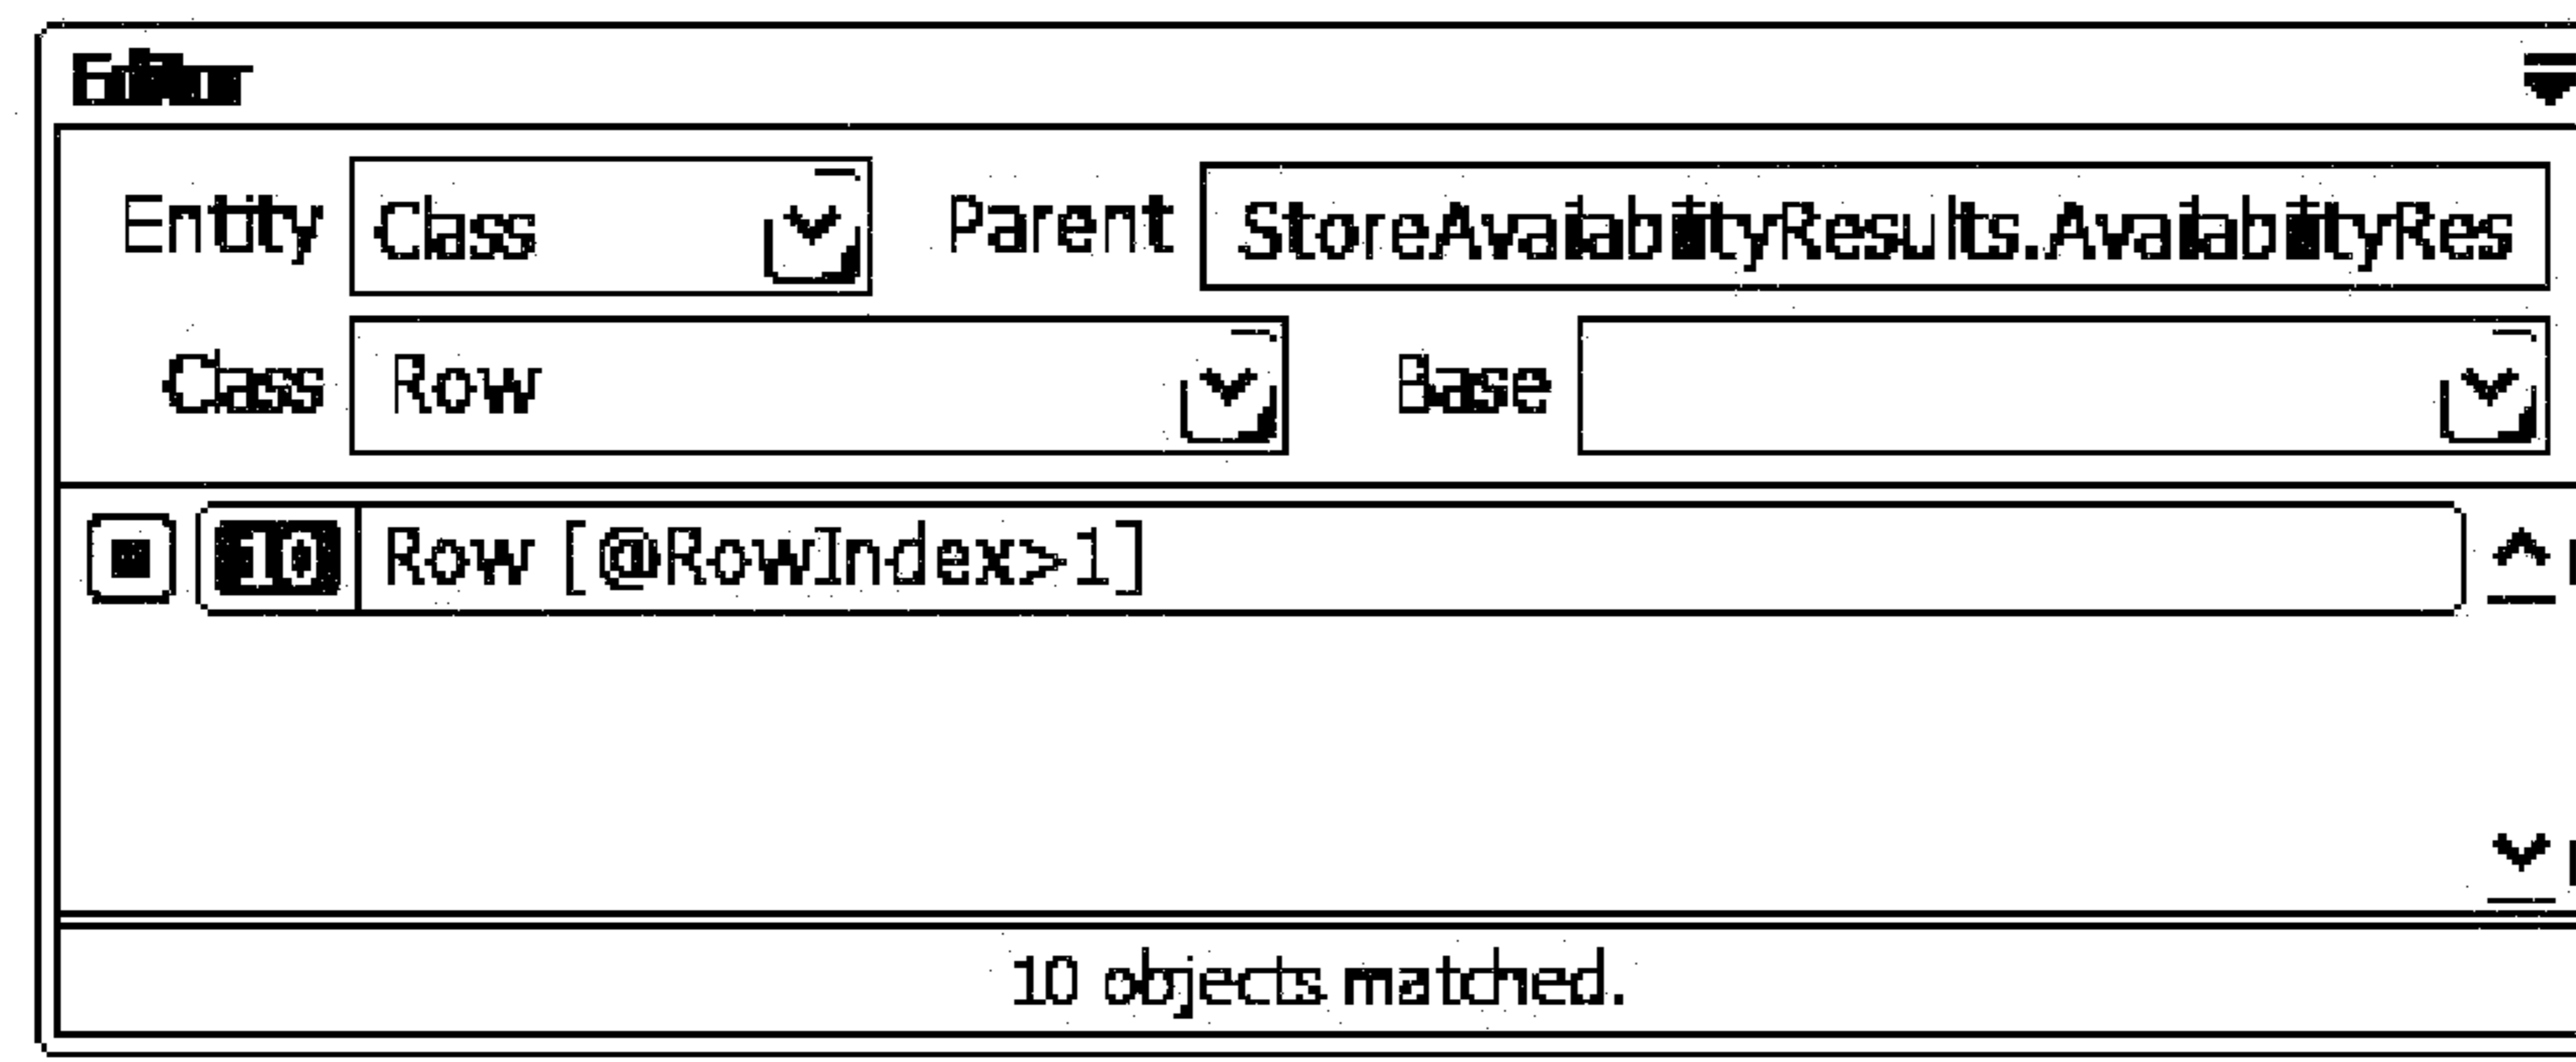 Editor
Entity Class Parent StoreAvailabilityResults.AvailabilityRes
Class Row Base
10 Row [@RowIndex>1]
10 objects matched.